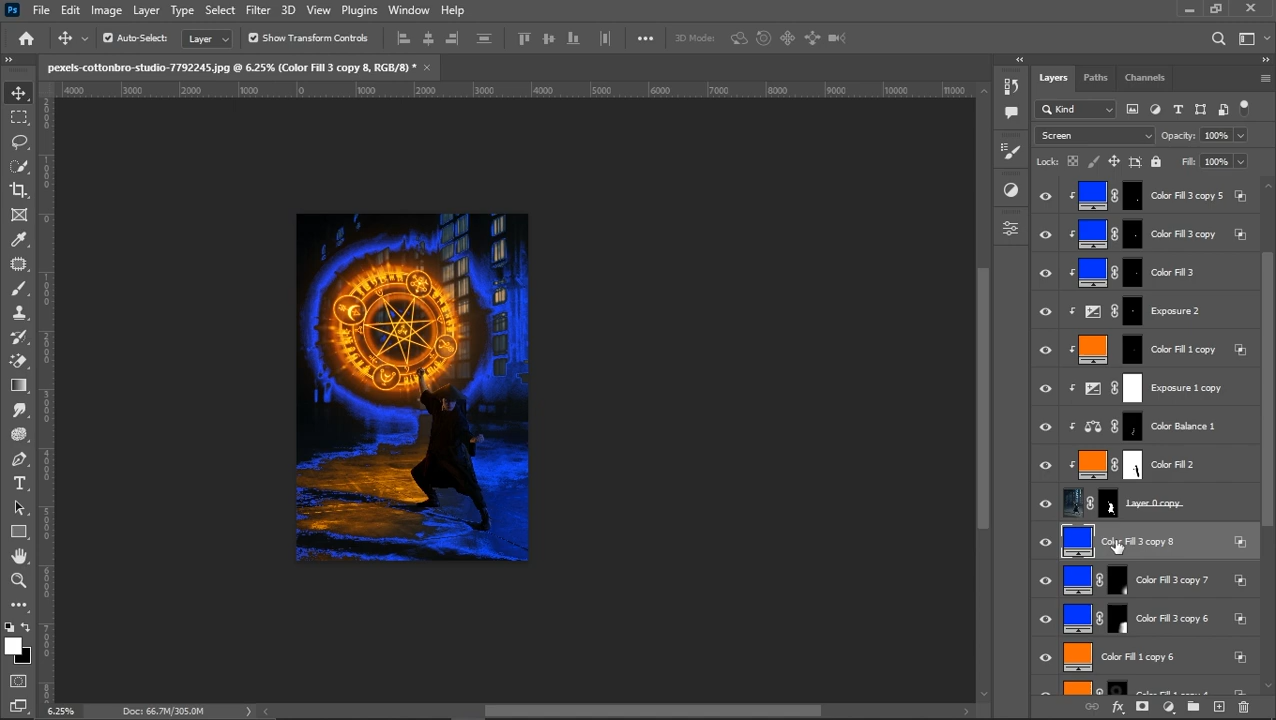 Ps File Edit Image Layer Type Select Filter 3D View Plugins Window Help
Auto-Select: Layer Show Transform Controls 3D Mode:
pexels-cottonbro-studio-7792245.jpg @ 6.25% (Color Fill 3 copy 8, RGB/8) *
4000 3000 2000 1000 0 1000 2000 3000 4000 5000 6000 7000 8000 9000 10000 11000
Layers Paths Channels
Kind
Screen Opacity: 100%
Lock: Fill: 100%
Color Fill 3 copy 5
Color Fill 3 copy
Color Fill 3
Exposure 2
Color Fill 1 copy
Exposure 1 copy
Color Balance 1
Color Fill 2
Layer 0 copy
Color Fill 3 copy 8
Color Fill 3 copy 7
Color Fill 3 copy 6
Color Fill 1 copy 6
Color Fill 1 copy 4
6.25% Doc: 66.7M/305.0M